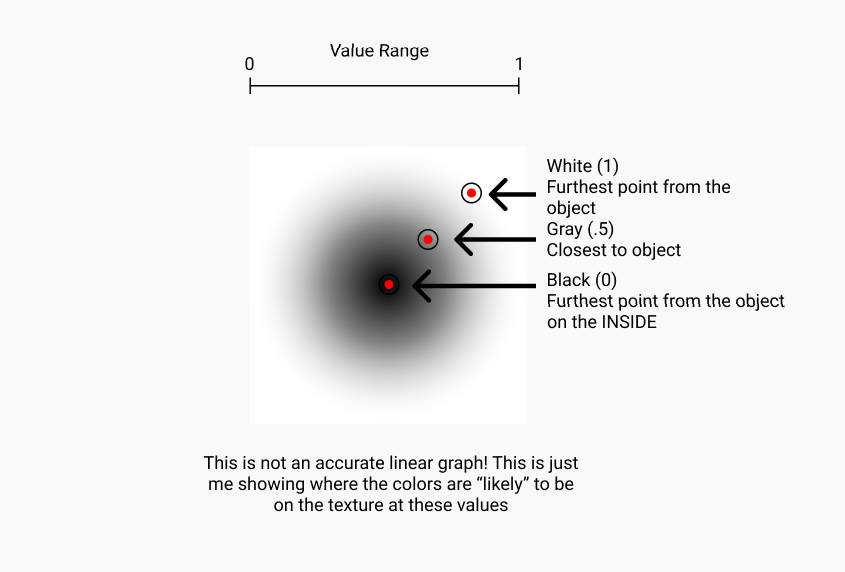 Value Range
0 1
White (1)
Furthest point from the
object
Gray (.5)
Closest to object
Black (0)
Furthest point from the object
on the INSIDE
This is not an accurate linear graph! This is just
me showing where the colors are “likely” to be
on the texture at these values